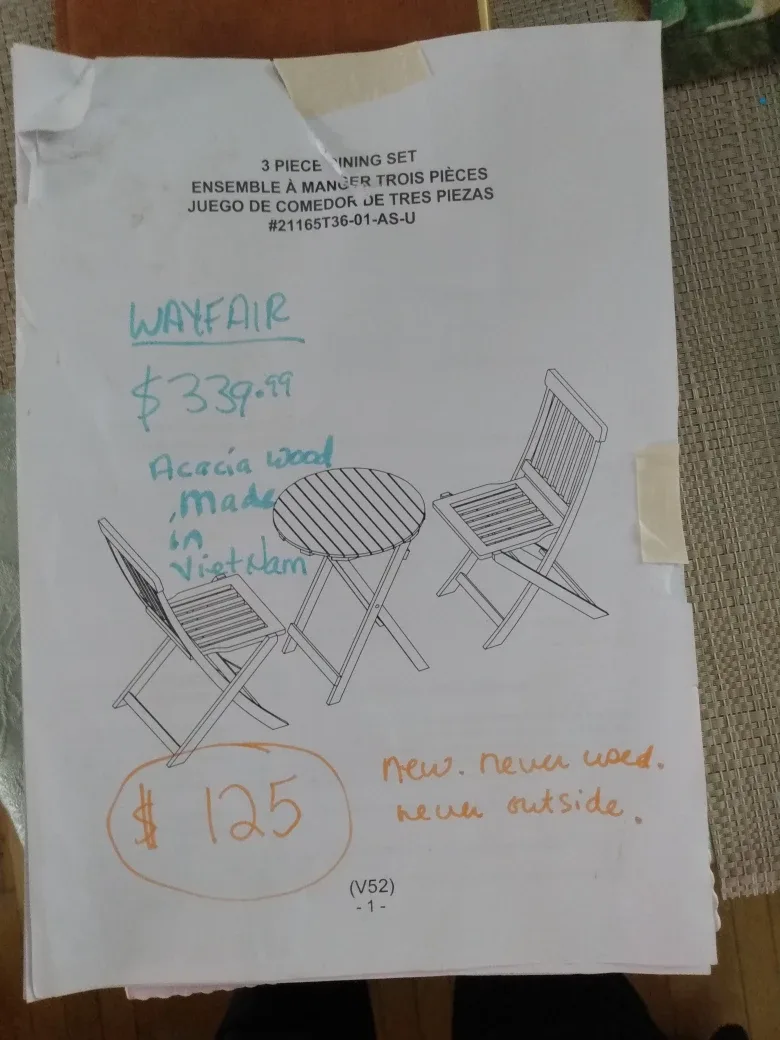 3 PIECE DINING SET
ENSEMBLE À MANGER TROIS PIÈCES
JUEGO DE COMEDOR DE TRES PIEZAS
#21165T36-01-AS-U
WAYFAIR
$339.99
Acacia wood
, Made
in
VietNam
$ 125
new. never used.
never outside.
(V52)
- 1 -